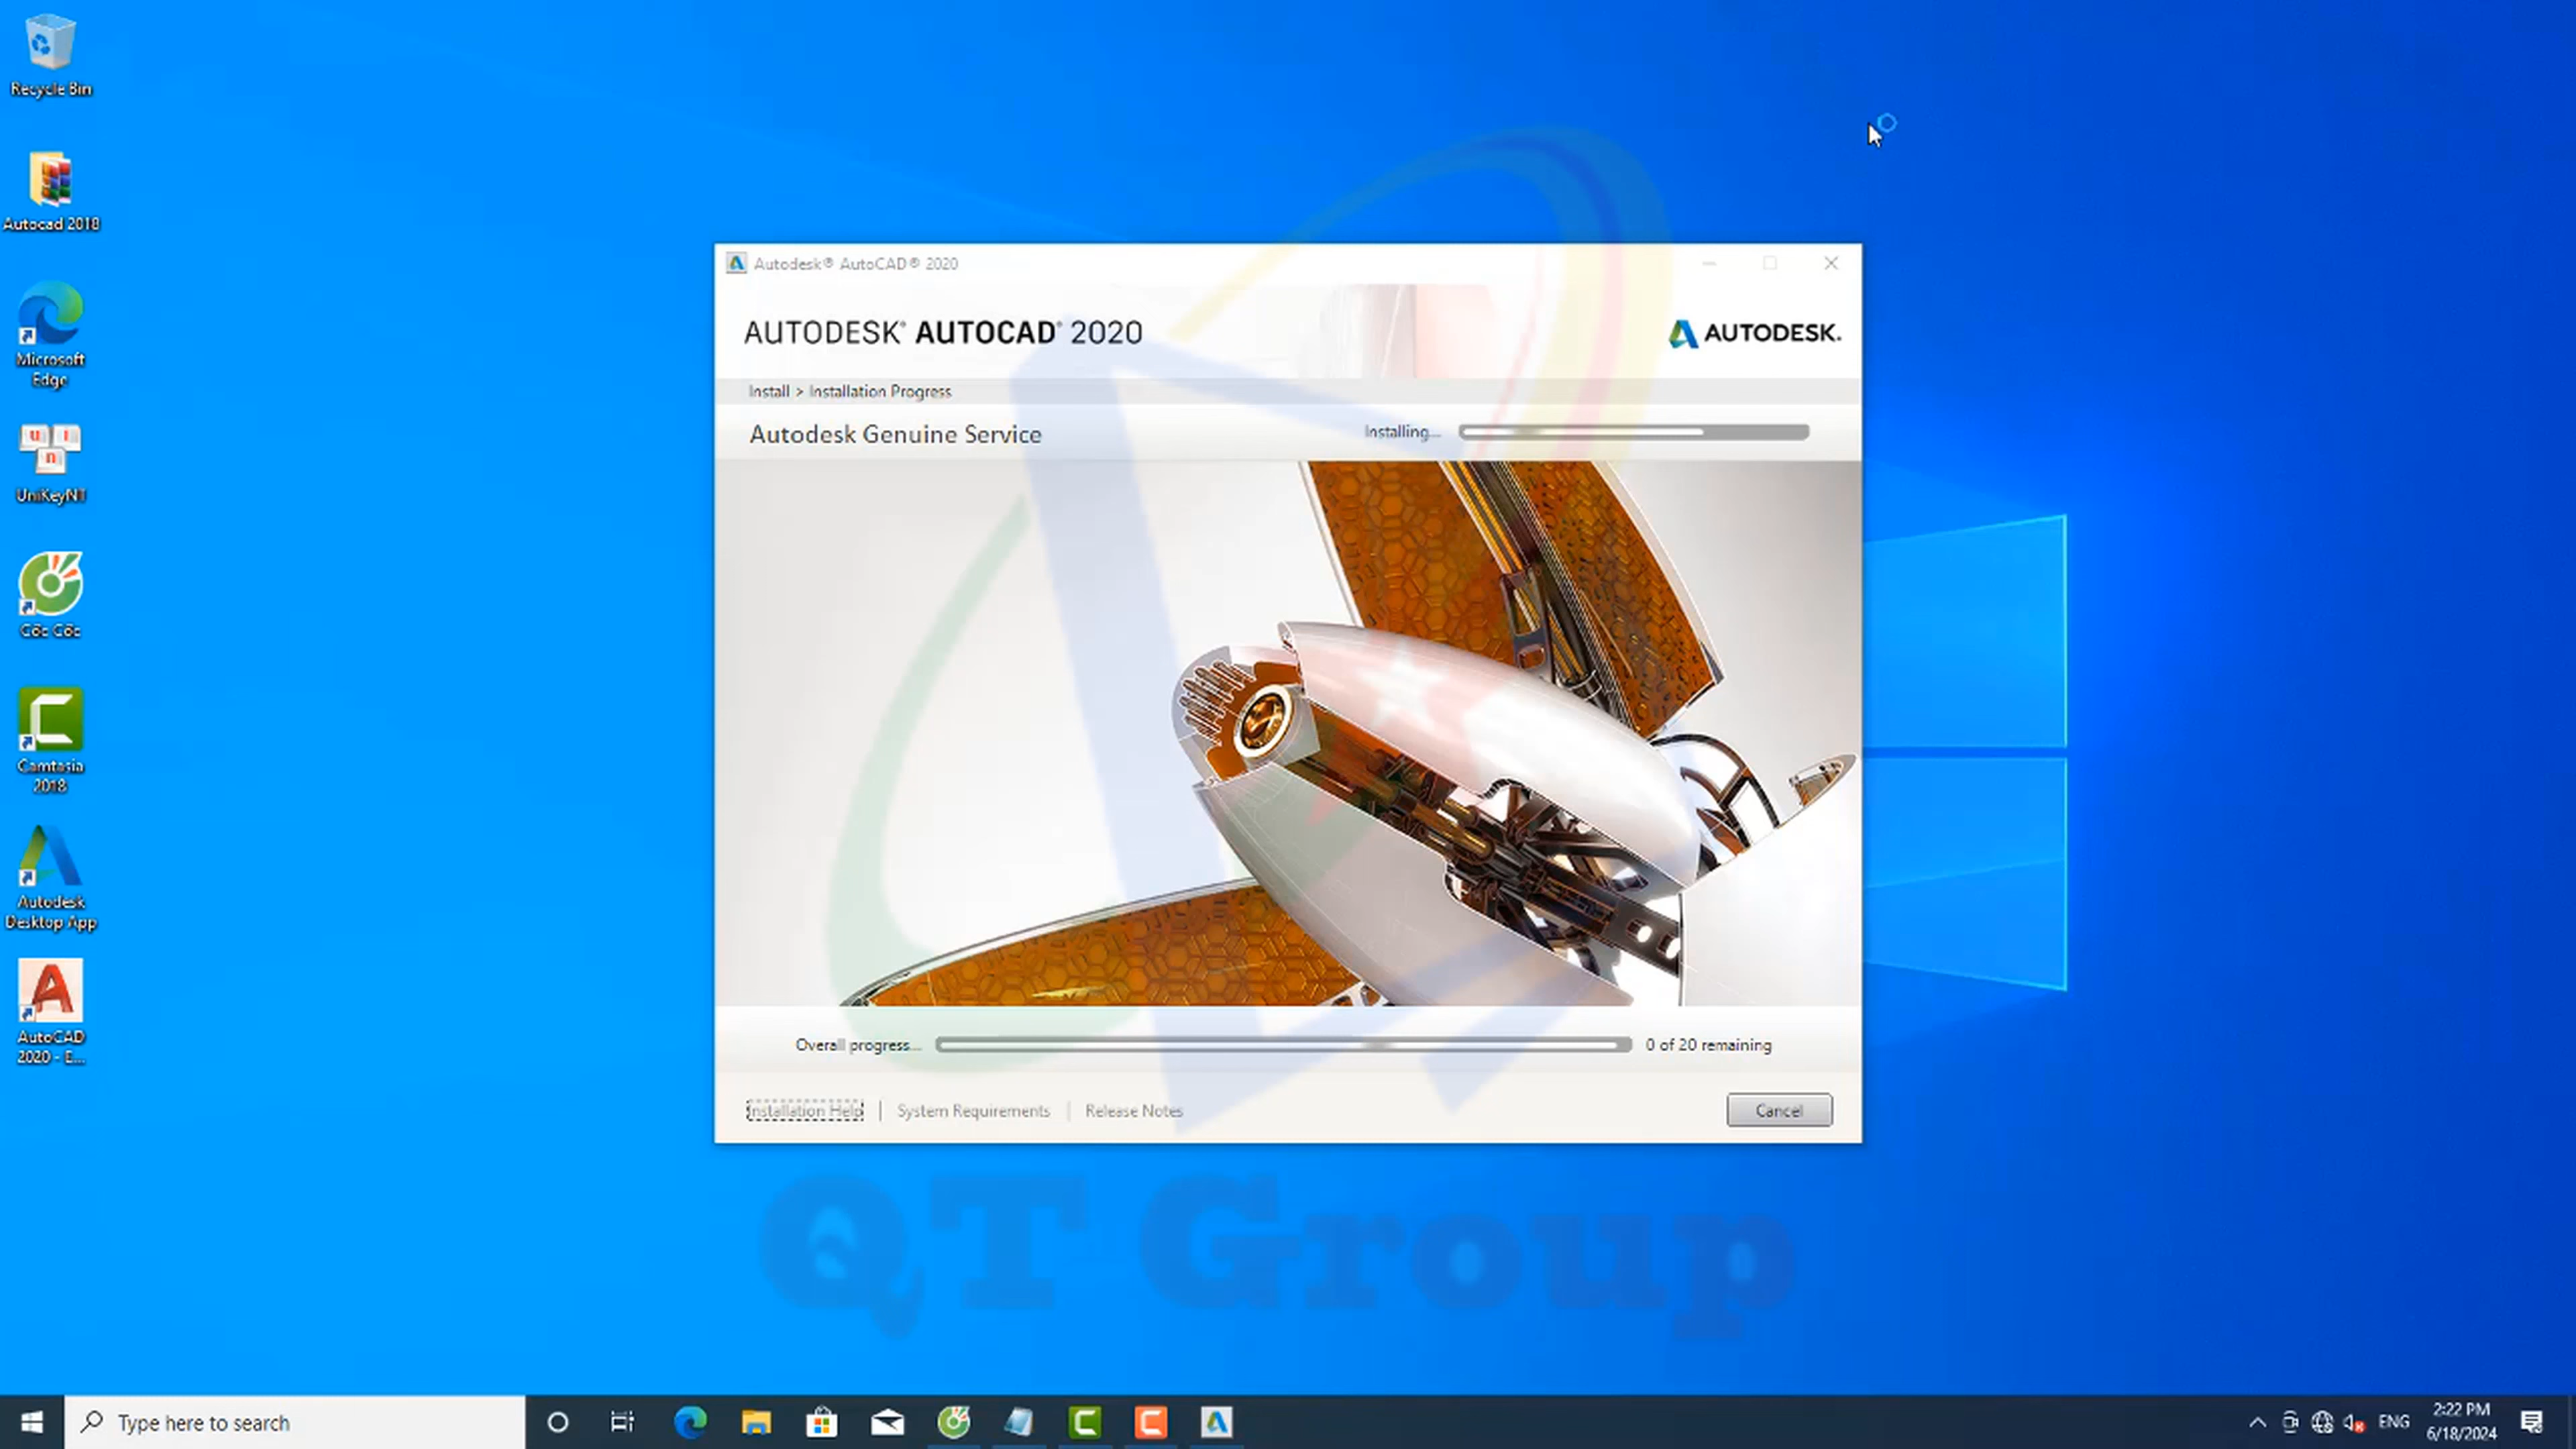 Recycle Bin
Autocad 2018
Microsoft
Edge
UniKeyNT
Cốc Cốc
Camtasia
2018
Autodesk
Desktop App
AutoCAD
2020 - E...
Autodesk® AutoCAD® 2020
AUTODESK® AUTOCAD® 2020
AUTODESK.
Install > Installation Progress
Autodesk Genuine Service
Installing...
Overall progress...
0 of 20 remaining
Installation Help
System Requirements
Release Notes
Cancel
QT Group
Type here to search
ENG
2:22 PM
6/18/2024